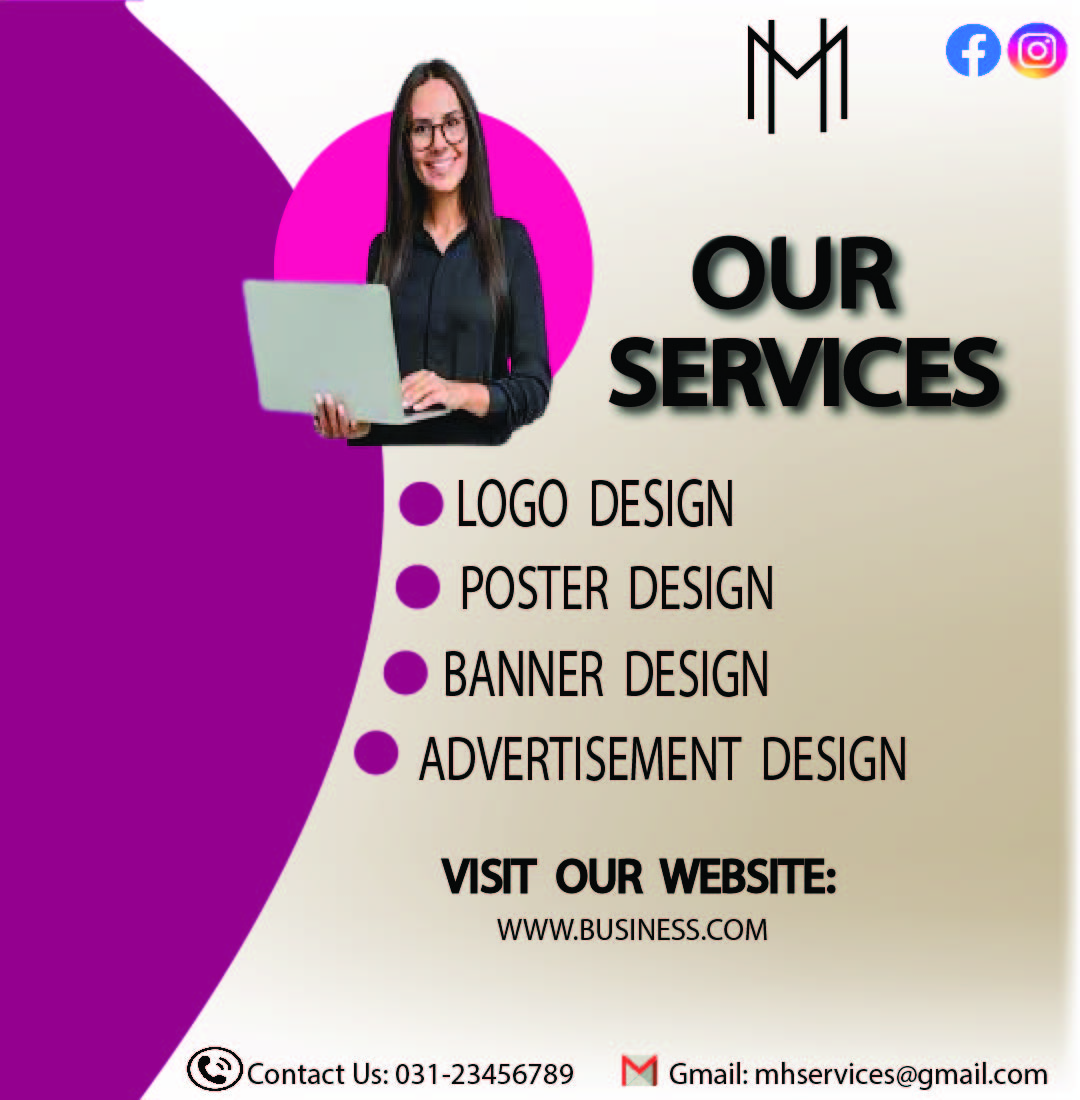 MH
OUR
SERVICES
LOGO DESIGN
POSTER DESIGN
BANNER DESIGN
ADVERTISEMENT DESIGN
VISIT OUR WEBSITE:
WWW.BUSINESS.COM
Contact Us: 031-23456789
Gmail: mhservices@gmail.com